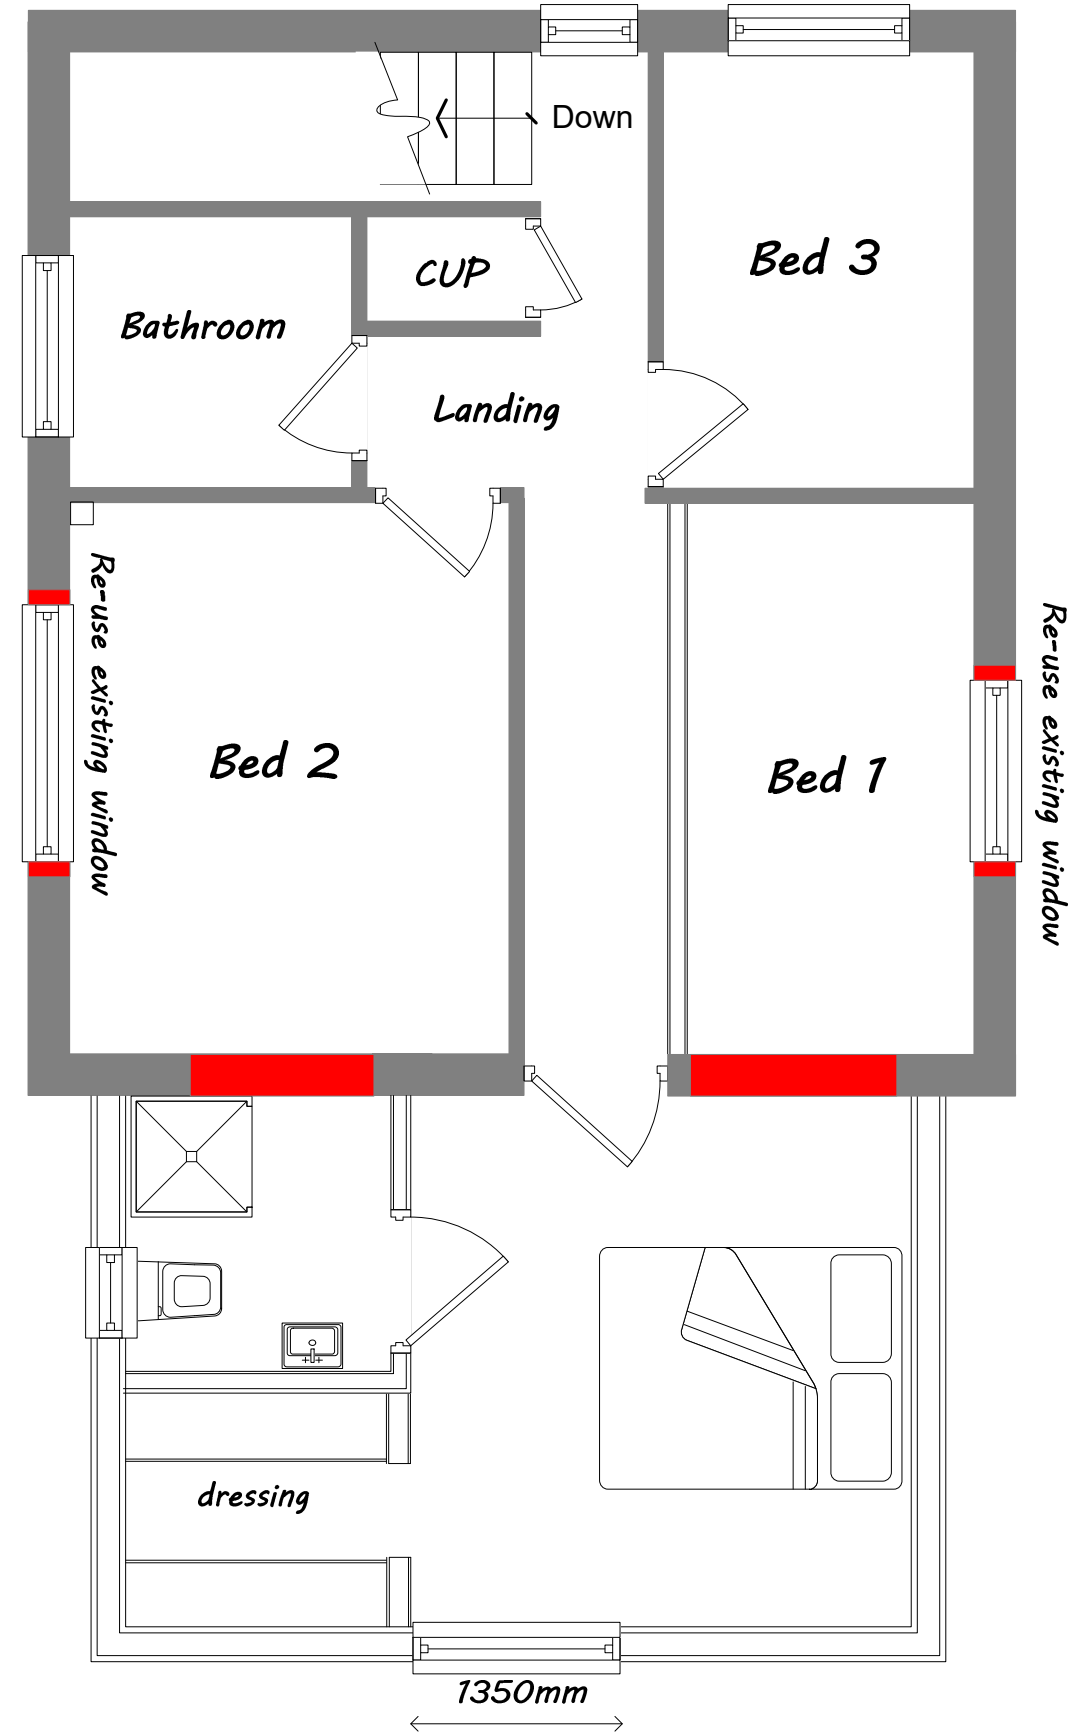 Down
Bed 3
CUP
Bathroom
Landing
Re-use existing window
Re-use existing window
Bed 2
Bed 1
dressing
1350mm